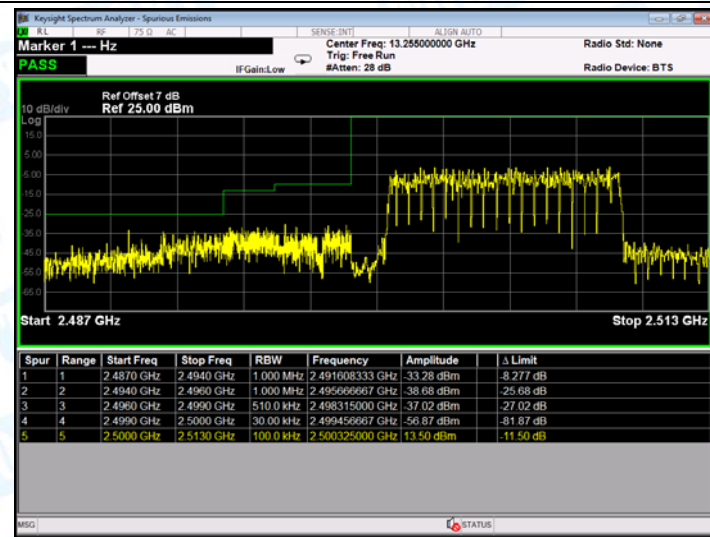 Keysight Spectrum Analyzer - Spurious Emissions
RL RF 75 Ω AC SENSE:INT ALIGN AUTO
Marker 1 --- Hz
Center Freq: 13.255000000 GHz
Radio Std: None
Trig: Free Run
PASS
IFGain:Low
#Atten: 28 dB
Radio Device: BTS
Ref Offset 7 dB
10 dB/div Ref 25.00 dBm
Log
15.0
5.00
-5.00
-15.0
-25.0
-35.0
-45.0
-55.0
-65.0
Start 2.487 GHz Stop 2.513 GHz
Spur Range Start Freq Stop Freq RBW Frequency Amplitude Δ Limit
1 1 2.4870 GHz 2.4940 GHz 1.000 MHz 2.491608333 GHz -33.28 dBm -8.277 dB
2 2 2.4940 GHz 2.4960 GHz 1.000 MHz 2.495666667 GHz -38.68 dBm -25.68 dB
3 3 2.4960 GHz 2.4990 GHz 510.0 kHz 2.498315000 GHz -37.02 dBm -27.02 dB
4 4 2.4990 GHz 2.5000 GHz 30.00 kHz 2.499456667 GHz -56.87 dBm -81.87 dB
5 5 2.5000 GHz 2.5130 GHz 100.0 kHz 2.500325000 GHz 13.50 dBm -11.50 dB
MSG STATUS